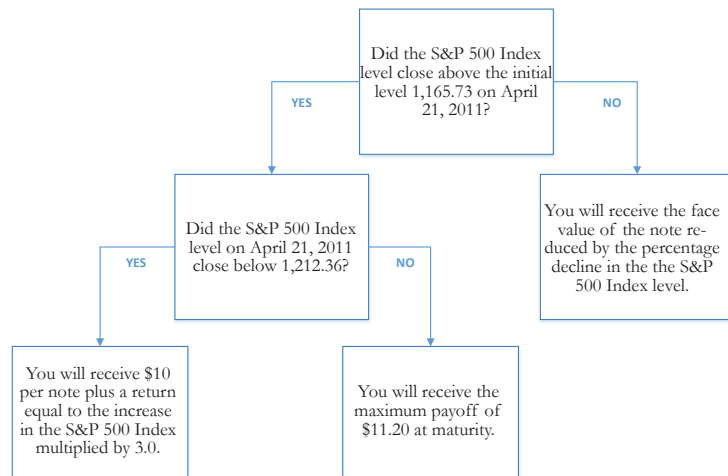 Did the S&P 500 Index
level close above the initial
level 1,165.73 on April
21, 2011?
YES
NO
Did the S&P 500 Index
level on April 21, 2011
close below 1,212.36?
You will receive the face
value of the note re-
duced by the percentage
decline in the the S&P
500 Index level.
YES
NO
You will receive $10
per note plus a return
equal to the increase
in the S&P 500 Index
multiplied by 3.0.
You will receive the
maximum payoff of
$11.20 at maturity.